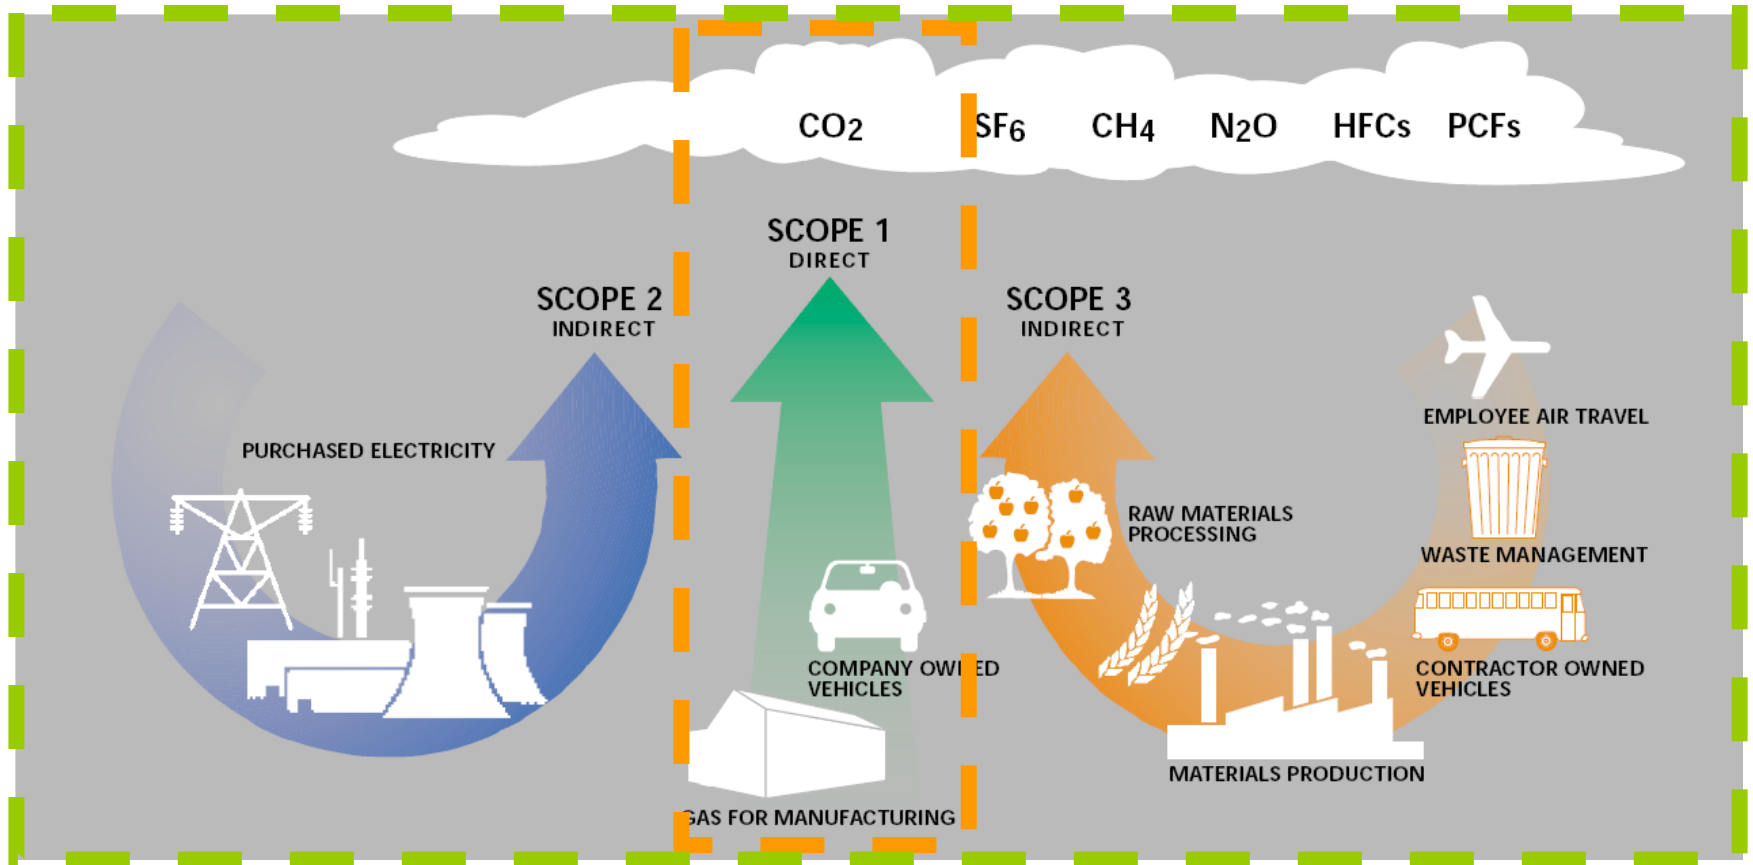 CO2 SF6 CH4 N2O HFCs PCFs
SCOPE 1
DIRECT
SCOPE 2
INDIRECT
SCOPE 3
INDIRECT
PURCHASED ELECTRICITY
COMPANY OWNED
VEHICLES
GAS FOR MANUFACTURING
RAW MATERIALS
PROCESSING
MATERIALS PRODUCTION
EMPLOYEE AIR TRAVEL
WASTE MANAGEMENT
CONTRACTOR OWNED
VEHICLES